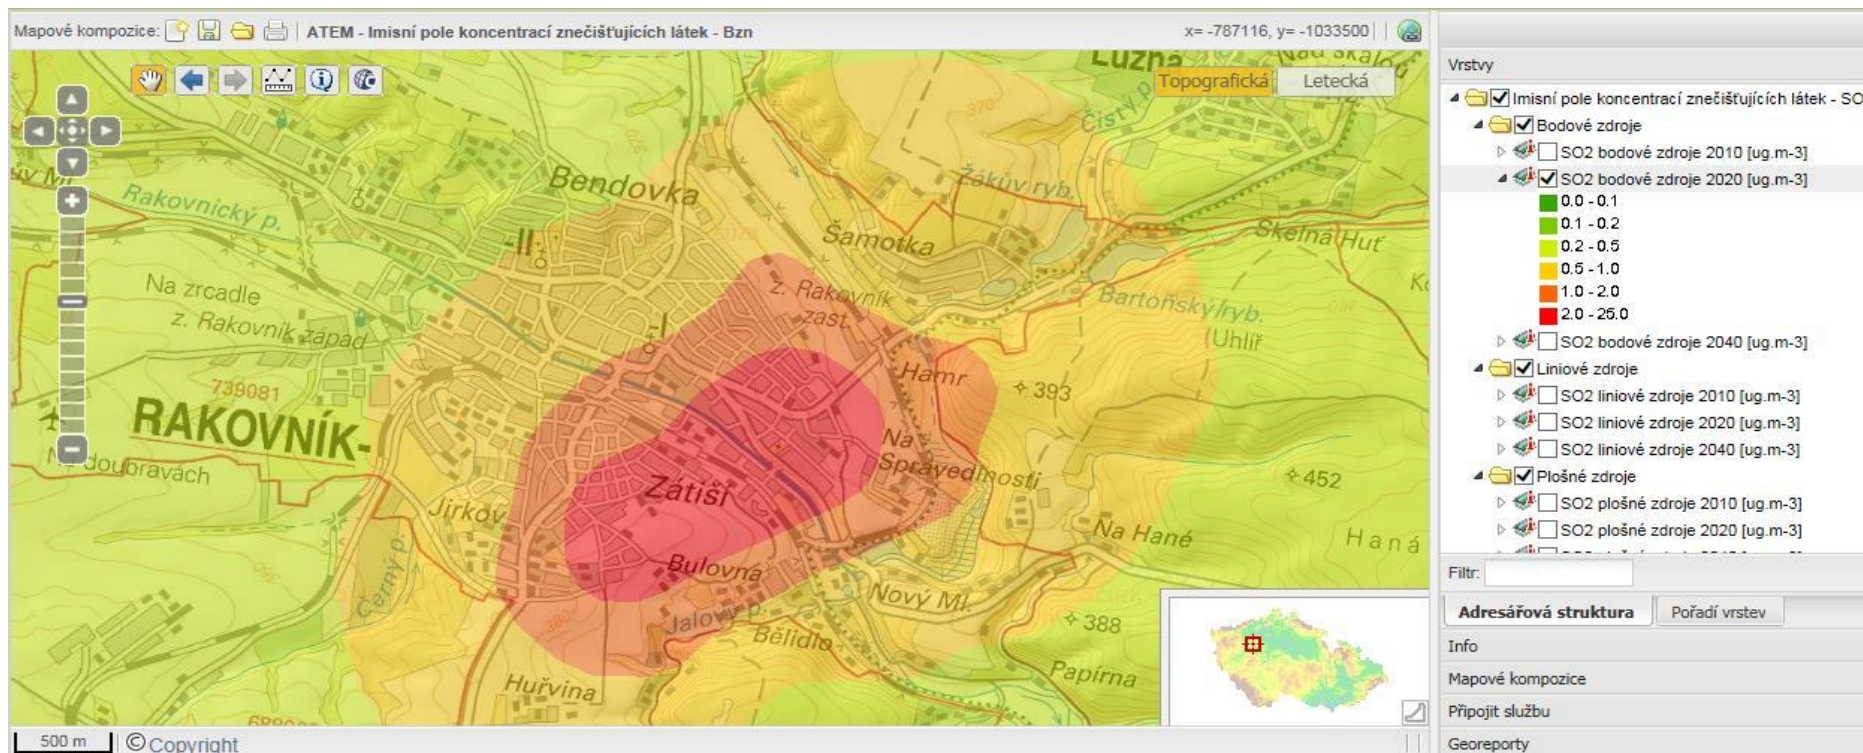 Mapové kompozice: ATEM - Imisní pole koncentrací znečišťujících látek - Bzn x= -787116, y= -1033500
Topografická Letecká
Lužná
Nad skalou
Čistý p.
Bendovka
Žákův ryb.
Rakovnický p.
-II
Šamotka
Skelná Huť
Na zrcadle
z. Rakovník
zast.
Bartoňský ryb.
z. Rakovník západ
-I
Uhlíř
739081
Hamr
393
RAKOVNÍK-
Na
Spravedlnosti
Na doubravách
Zátiší
452
Jirkov
Na Hané
Haná
Bulovna
Černý p.
Nový Ml.
Jalový p.
388
Bělidlo
Papírna
Huřvina
500 m © Copyright
Vrstvy
Imisní pole koncentrací znečišťujících látek - SO
Bodové zdroje
SO2 bodové zdroje 2010 [ug.m-3]
SO2 bodové zdroje 2020 [ug.m-3]
0.0 - 0.1
0.1 - 0.2
0.2 - 0.5
0.5 - 1.0
1.0 - 2.0
2.0 - 25.0
SO2 bodové zdroje 2040 [ug.m-3]
Liniové zdroje
SO2 liniové zdroje 2010 [ug.m-3]
SO2 liniové zdroje 2020 [ug.m-3]
SO2 liniové zdroje 2040 [ug.m-3]
Plošné zdroje
SO2 plošné zdroje 2010 [ug.m-3]
SO2 plošné zdroje 2020 [ug.m-3]
Filtr:
Adresářová struktura Pořadí vrstev
Info
Mapové kompozice
Připojit službu
Georeporty